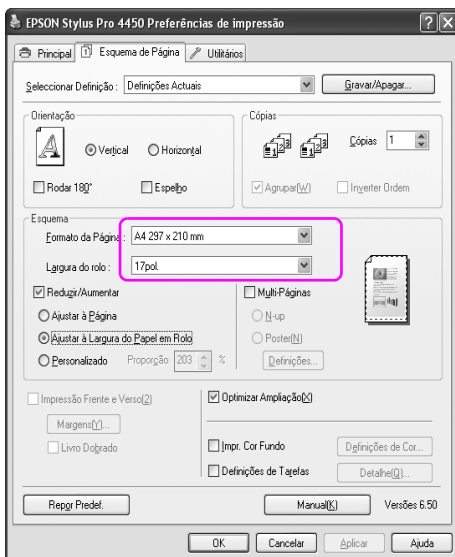 EPSON Stylus Pro 4450 Preferências de impressão
Principal Esquema de Página Utilitários
Seleccionar Definição : Definições Actuais Gravar/Apagar...
Orientação Cópias
Vertical Horizontal Cópias 1
Rodar 180° Espelho Agrupar(W) Inverter Ordem
Esquema
Formato da Página : A4 297 x 210 mm
Largura do rolo : 17pol.
Reduzir/Aumentar Multi-Páginas
Ajustar à Página N-up
Ajustar à Largura do Papel em Rolo Poster(N)
Personalizado Proporção 203 % Definições...
Impressão Frente e Verso(2) Optimizar Ampliação(X)
Margens(Y)...
Livro Dobrado Impr. Cor Fundo Definições de Cor...
Definições de Tarefas Detalhe(Q)...
Repor Predef. Manual(K) Versões 6.50
OK Cancelar Aplicar Ajuda